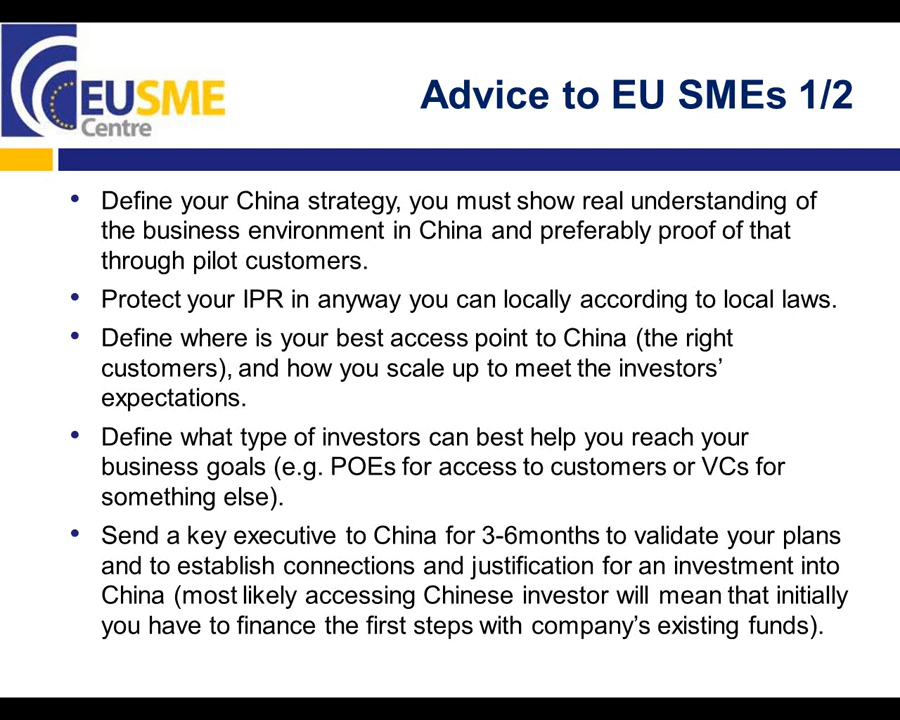 EUSME
Centre
Advice to EU SMEs 1/2
• Define your China strategy, you must show real understanding of
the business environment in China and preferably proof of that
through pilot customers.
• Protect your IPR in anyway you can locally according to local laws.
• Define where is your best access point to China (the right
customers), and how you scale up to meet the investors’
expectations.
• Define what type of investors can best help you reach your
business goals (e.g. POEs for access to customers or VCs for
something else).
• Send a key executive to China for 3-6months to validate your plans
and to establish connections and justification for an investment into
China (most likely accessing Chinese investor will mean that initially
you have to finance the first steps with company’s existing funds).